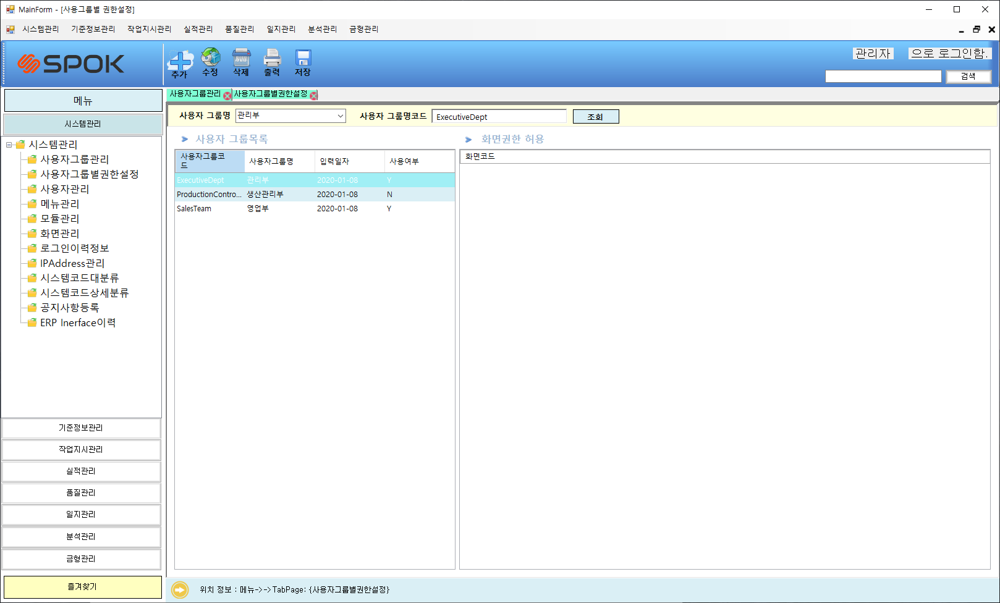 MainForm - [사용그룹별 권한설정]
시스템관리 기준정보관리 작업지시관리 실적관리 품질관리 일지관리 분석관리 금형관리
SPOK
추가 수정 삭제 출력 저장
관리자 으로 로그인함.
검색
메뉴
시스템관리
사용자그룹관리 사용자그룹별권한설정
사용자 그룹명 관리부 사용자 그룹명코드 ExecutiveDept 조회
시스템관리
사용자그룹관리
사용자그룹별권한설정
사용자관리
메뉴관리
모듈관리
화면관리
로그인이력정보
IPAddress관리
시스템코드대분류
시스템코드상세분류
공지사항등록
ERP Inerface이력
기준정보관리
작업지시관리
실적관리
품질관리
일지관리
분석관리
금형관리
즐겨찾기
사용자 그룹목록
사용자그룹코드 사용자그룹명 입력일자 사용여부
ExecutiveDept 관리부 2020-01-08 Y
ProductionContro... 생산관리부 2020-01-08 N
SalesTeam 영업부 2020-01-08 Y
화면권한 허용
화면코드
위치 정보 : 메뉴->->TabPage: {사용자그룹별권한설정}